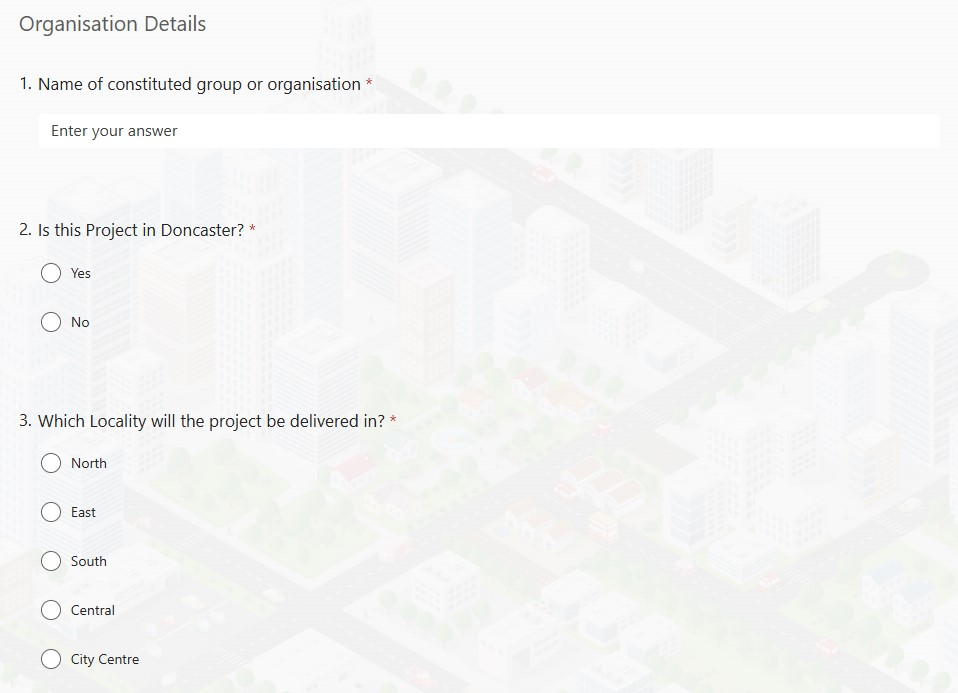 Organisation Details
1. Name of constituted group or organisation *
Enter your answer
2. Is this Project in Doncaster? *
Yes
No
3. Which Locality will the project be delivered in? *
North
East
South
Central
City Centre